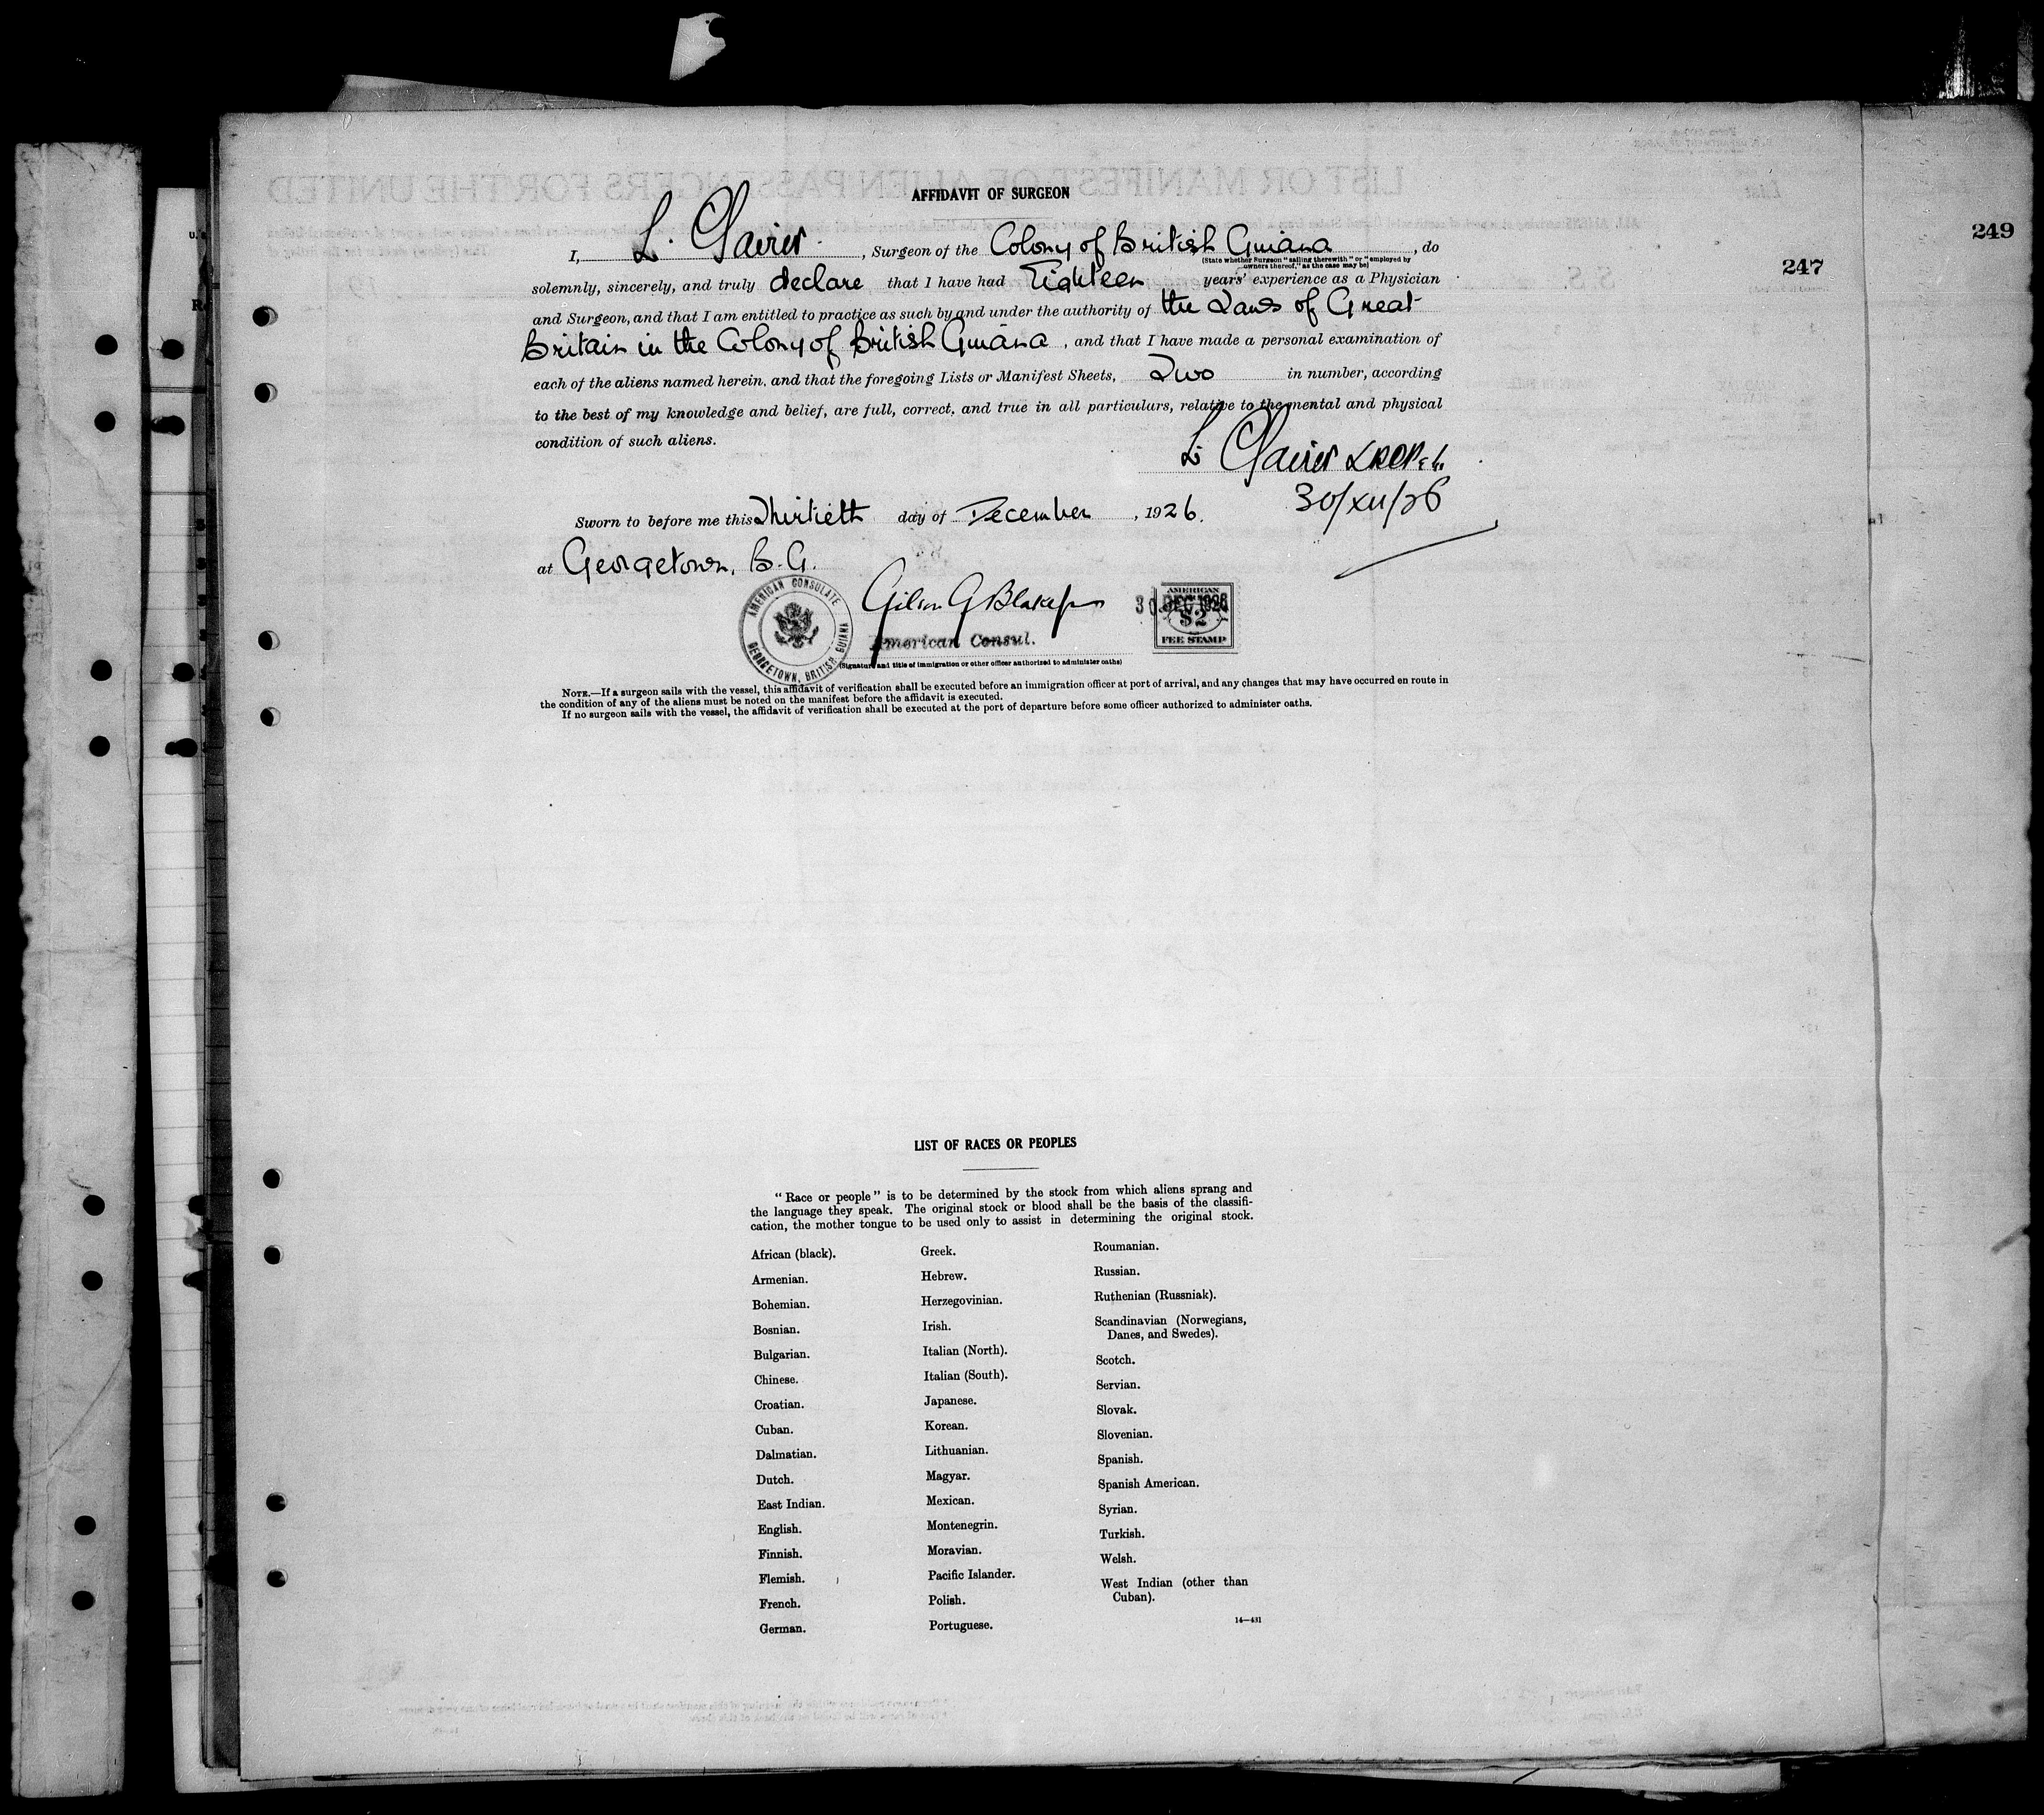 AFFIDAVIT OF SURGEON
249
247
I, L. , Surgeon of the Colony of British Guiana , do
(State whether Surgeon "sailing therewith" or "employed by
owners thereof," as the case may be)
solemnly, sincerely, and truly declare that I have had Eighteen years' experience as a Physician
and Surgeon, and that I am entitled to practice as such by and under the authority of the Laws of Great
Britain in the Colony of British Guiana , and that I have made a personal examination of
each of the aliens named herein, and that the foregoing Lists or Manifest Sheets, Two in number, according
to the best of my knowledge and belief, are full, correct, and true in all particulars, relative to the mental and physical
condition of such aliens.
L.
30/XII/26
Sworn to before me this Thirtieth day of December , 1926.
at Georgetown, B.G.
AMERICAN CONSULATE
GEORGETOWN, BRITISH GUIANA
American Consul.
30 DEC 1926
AMERICAN
$2
FEE STAMP
(Signature and title of immigration or other officer authorized to administer oaths)
NOTE.—If a surgeon sails with the vessel, this affidavit of verification shall be executed before an immigration officer at port of arrival, and any changes that may have occurred en route in
the condition of any of the aliens must be noted on the manifest before the affidavit is executed.
If no surgeon sails with the vessel, the affidavit of verification shall be executed at the port of departure before some officer authorized to administer oaths.
LIST OF RACES OR PEOPLES
"Race or people" is to be determined by the stock from which aliens sprang and
the language they speak. The original stock or blood shall be the basis of the classifi-
cation, the mother tongue to be used only to assist in determining the original stock.
African (black).
Armenian.
Bohemian.
Bosnian.
Bulgarian.
Chinese.
Croatian.
Cuban.
Dalmatian.
Dutch.
East Indian.
English.
Finnish.
Flemish.
French.
German.
Greek.
Hebrew.
Herzegovinian.
Irish.
Italian (North).
Italian (South).
Japanese.
Korean.
Lithuanian.
Magyar.
Mexican.
Montenegrin.
Moravian.
Pacific Islander.
Polish.
Portuguese.
Roumanian.
Russian.
Ruthenian (Russniak).
Scandinavian (Norwegians,
Danes, and Swedes).
Scotch.
Servian.
Slovak.
Slovenian.
Spanish.
Spanish American.
Syrian.
Turkish.
Welsh.
West Indian (other than
Cuban).
14—431